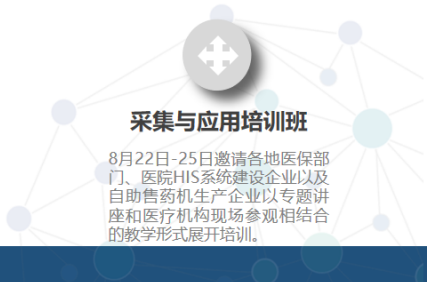 采集与应用培训班
8月22日-25日邀请各地医保部
门、医院HIS系统建设企业以及
自助售药机生产企业以专题讲
座和医疗机构现场参观相结合
的教学形式展开培训。